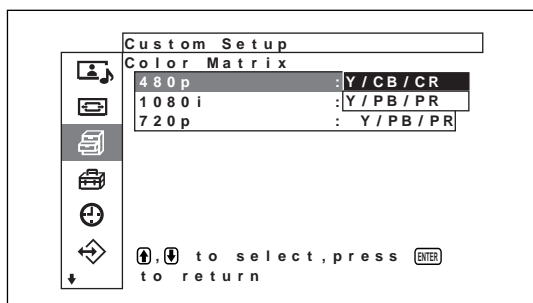 Custom Setup
Color Matrix
480p : Y/CB/CR
1080i : Y/PB/PR
720p : Y/PB/PR
, to select,press ENTER
to return